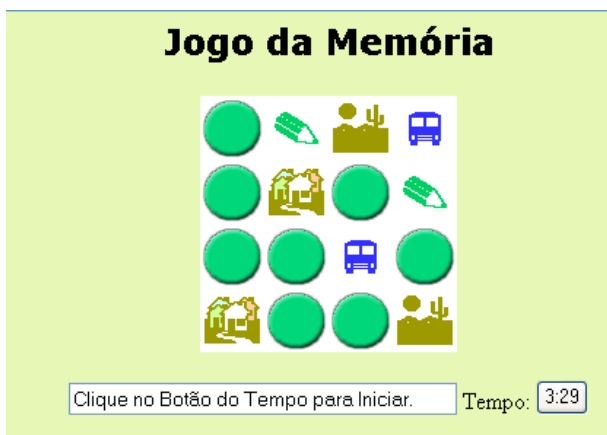 Jogo da Memória
Clique no Botão do Tempo para Iniciar. Tempo: 3:29